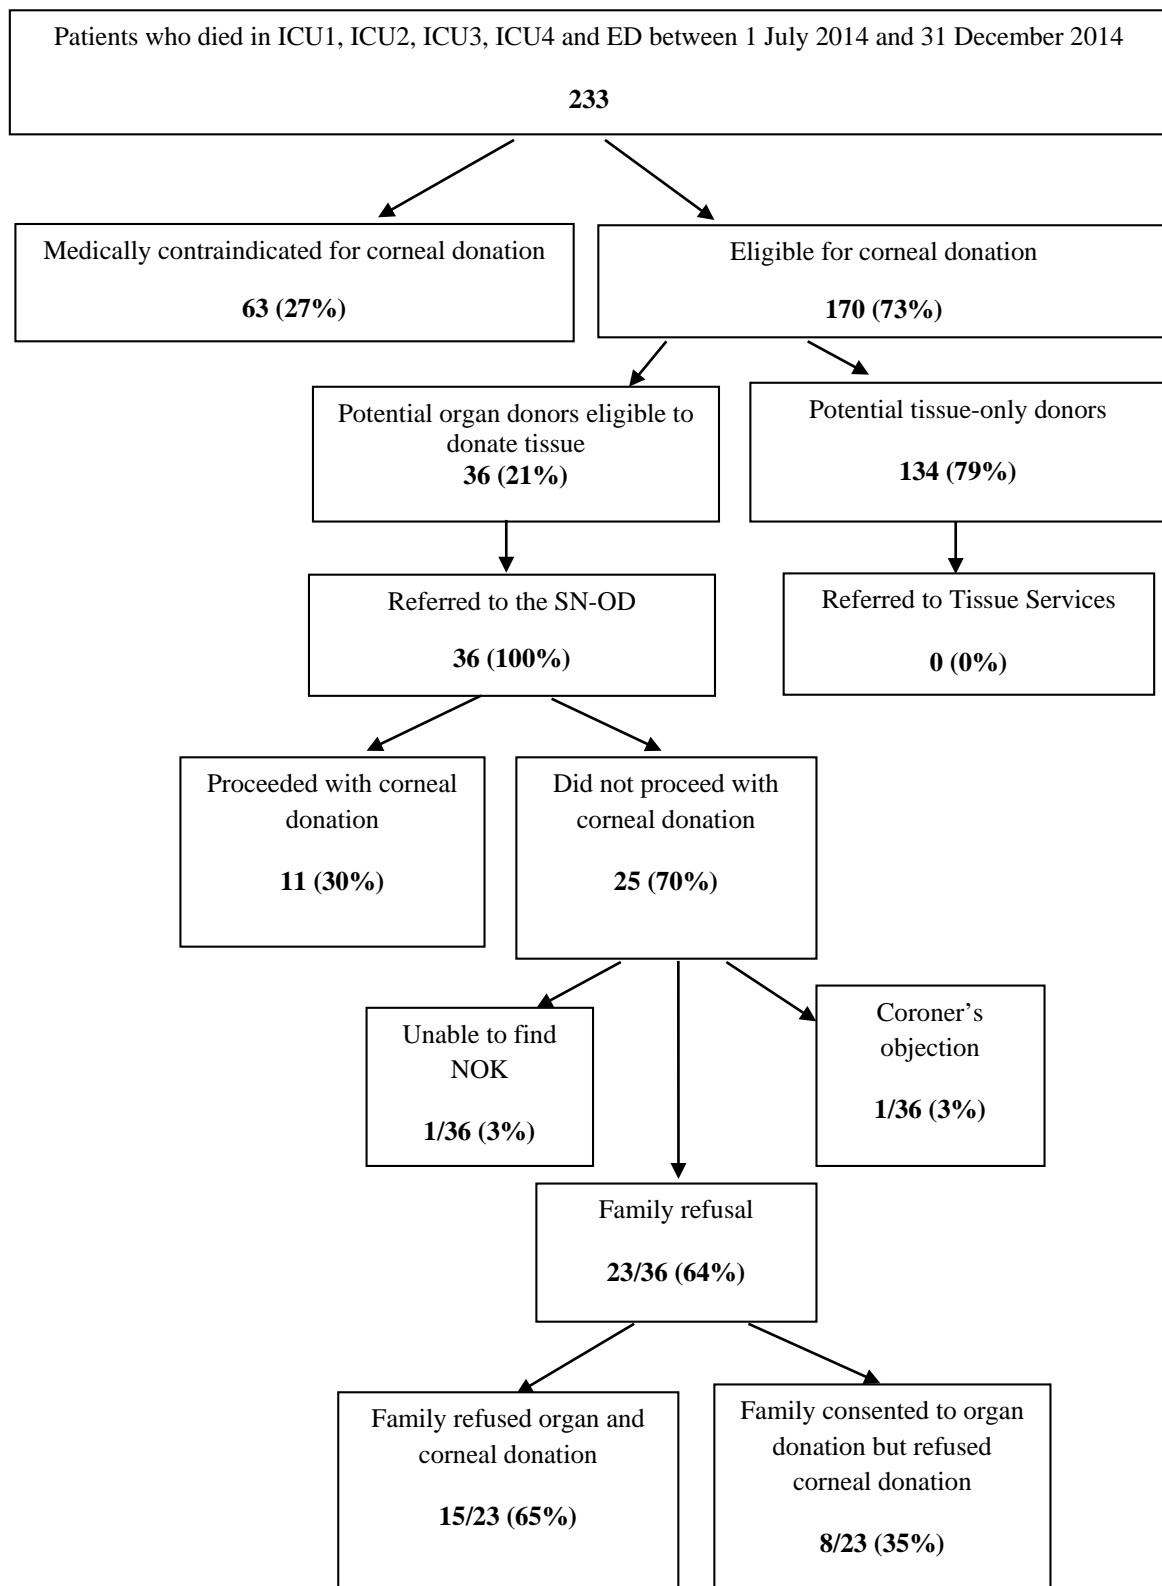 Patients who died in ICU1, ICU2, ICU3, ICU4 and ED between 1 July 2014 and 31 December 2014
233
Medically contraindicated for corneal donation
63 (27%)
Eligible for corneal donation
170 (73%)
Potential organ donors eligible to
donate tissue
36 (21%)
Potential tissue-only donors
134 (79%)
Referred to the SN-OD
36 (100%)
Referred to Tissue Services
0 (0%)
Proceeded with corneal
donation
11 (30%)
Did not proceed with
corneal donation
25 (70%)
Unable to find
NOK
1/36 (3%)
Coroner’s
objection
1/36 (3%)
Family refusal
23/36 (64%)
Family refused organ and
corneal donation
15/23 (65%)
Family consented to organ
donation but refused
corneal donation
8/23 (35%)